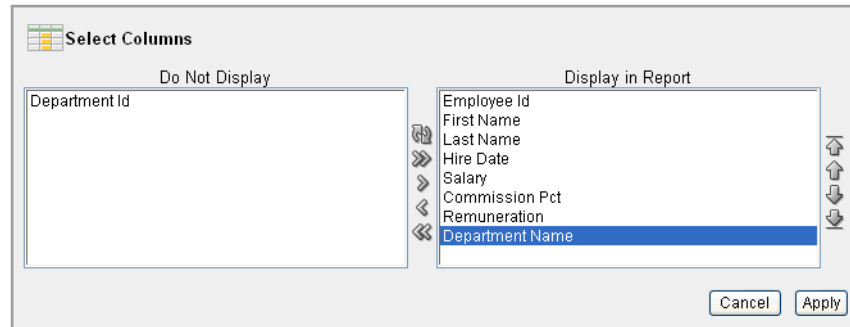 Select Columns
Do Not Display
Department Id
Display in Report
Employee Id
First Name
Last Name
Hire Date
Salary
Commission Pct
Remuneration
Department Name
Cancel
Apply